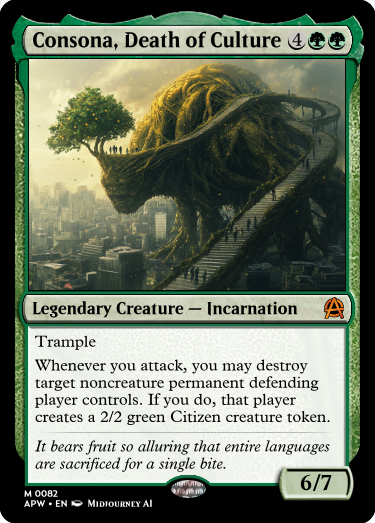 Consona, Death of Culture 4
Legendary Creature — Incarnation
Trample
Whenever you attack, you may destroy
target noncreature permanent defending
player controls. If you do, that player
creates a 2/2 green Citizen creature token.
It bears fruit so alluring that entire languages
are sacrificed for a single bite.
6/7
M 0082
APW • EN Midjourney AI